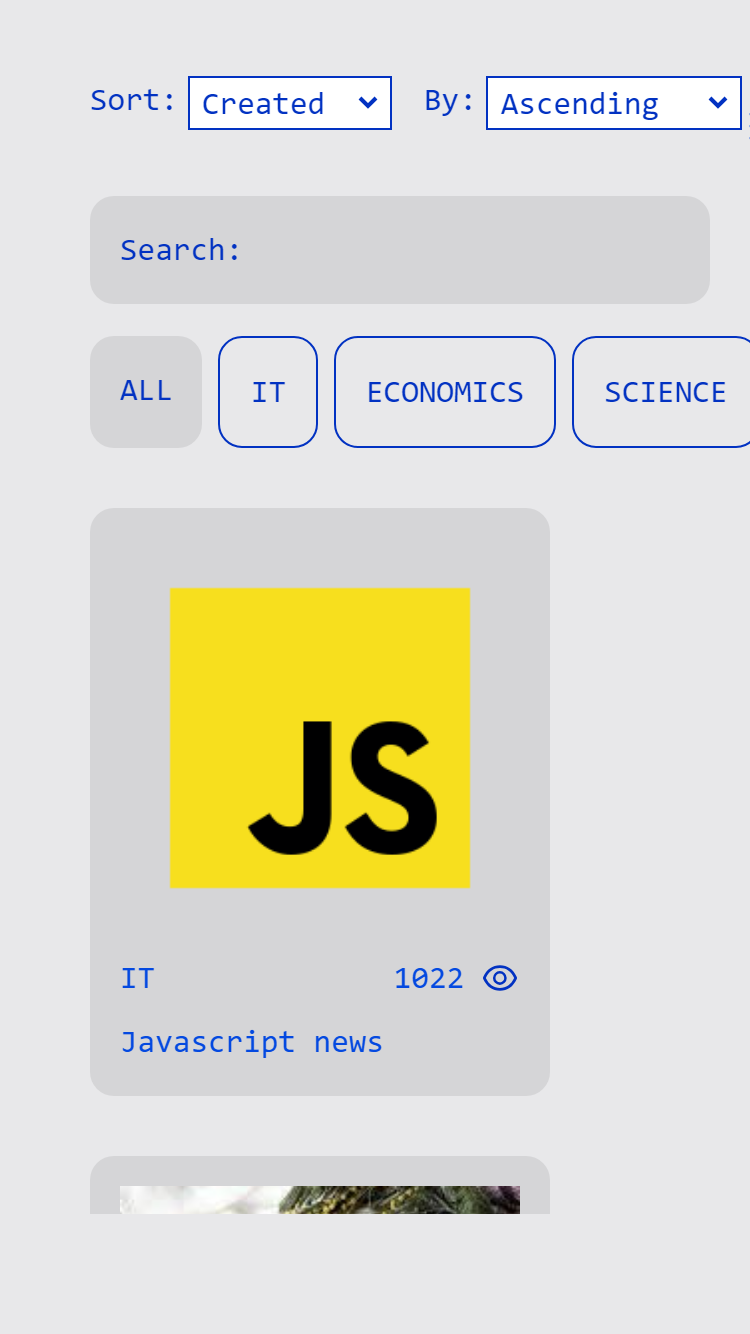 Sort: Created By: Ascending
Search:
ALL IT ECONOMICS SCIENCE
JS
IT 1022
Javascript news